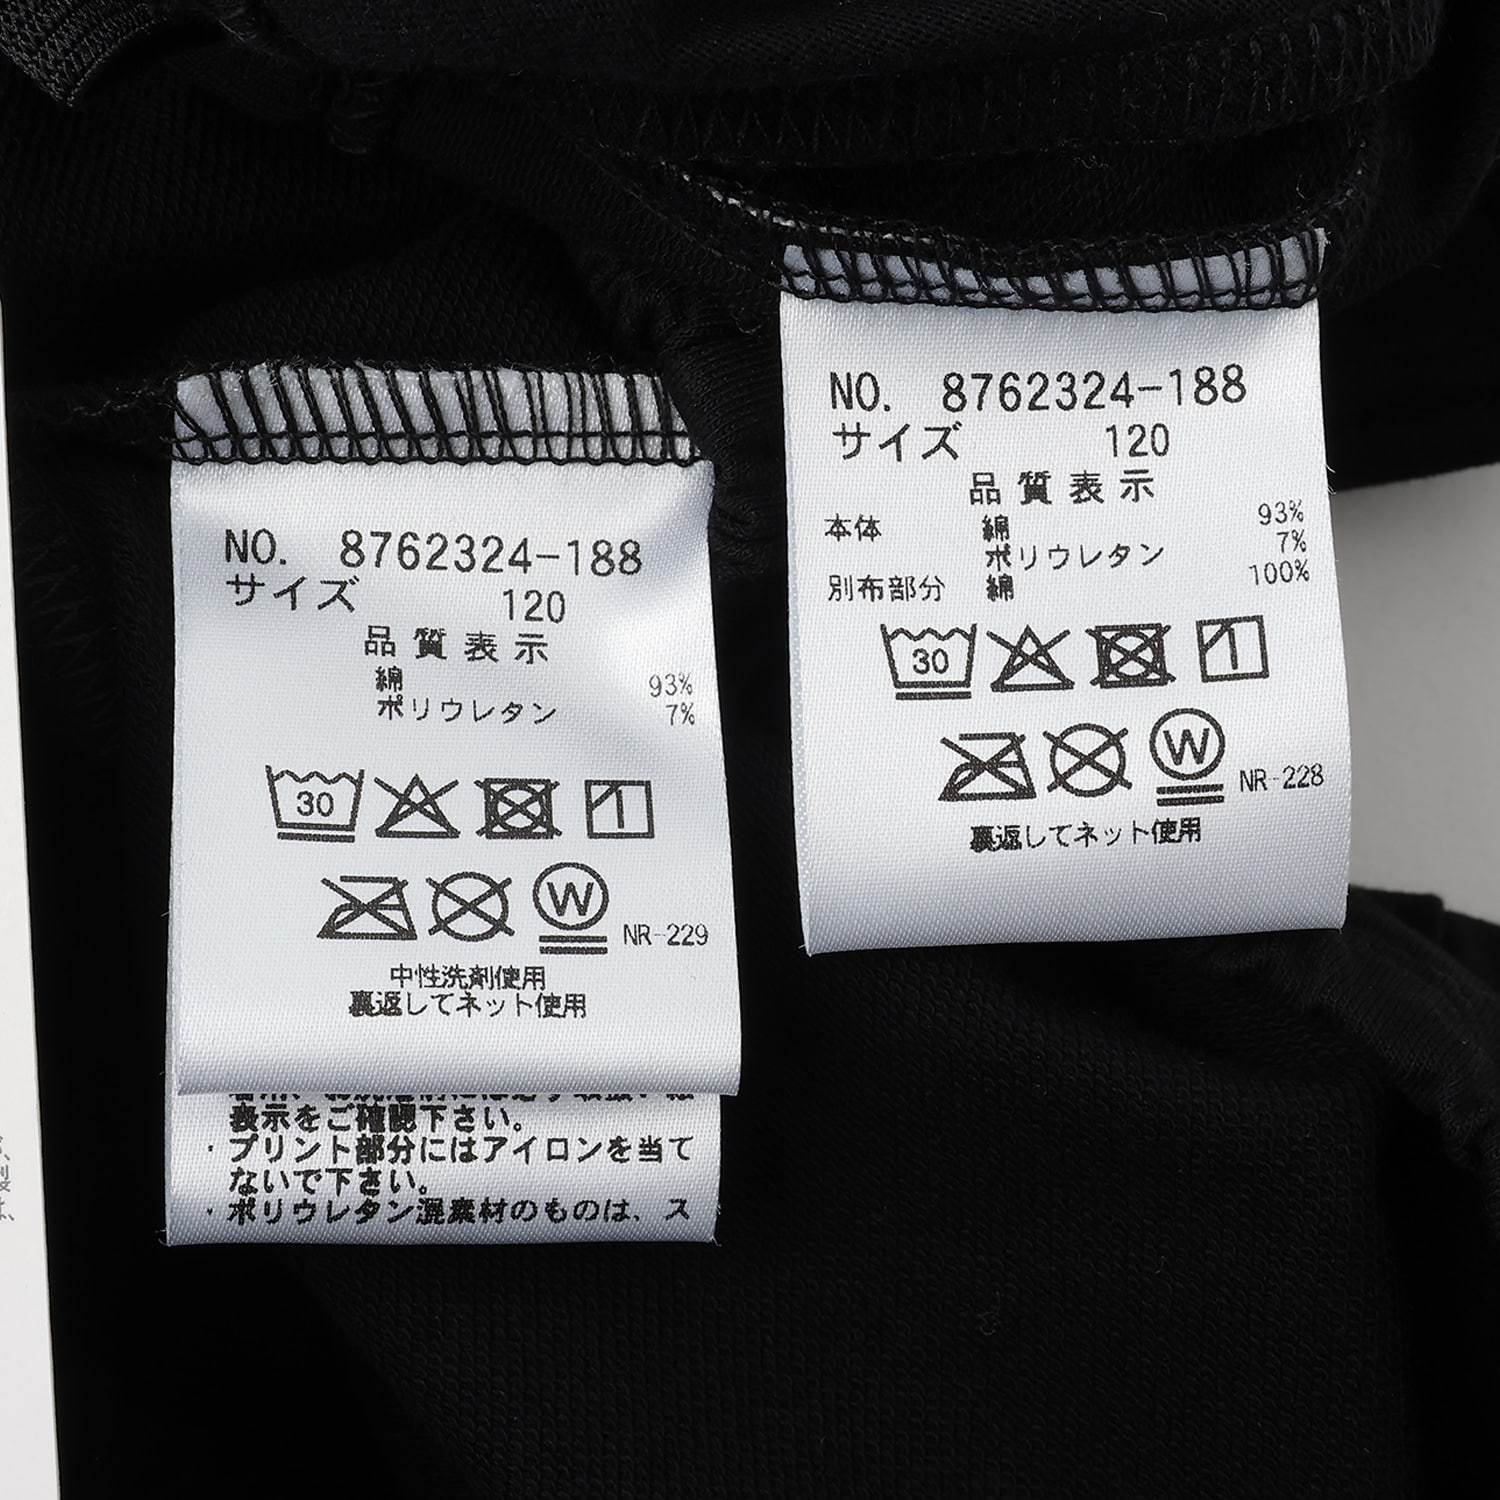 NO. 8762324-188
サイズ 120
品質表示
綿 93%
ポリウレタン 7%
30
W NR-229
中性洗剤使用
裏返してネット使用
表示をご確認下さい。
・プリント部分にはアイロンを当て
ないで下さい。
・ポリウレタン混素材のものは、ス
NO. 8762324-188
サイズ 120
品質表示
本体 綿 93%
ポリウレタン 7%
別布部分 綿 100%
30
W NR-228
裏返してネット使用